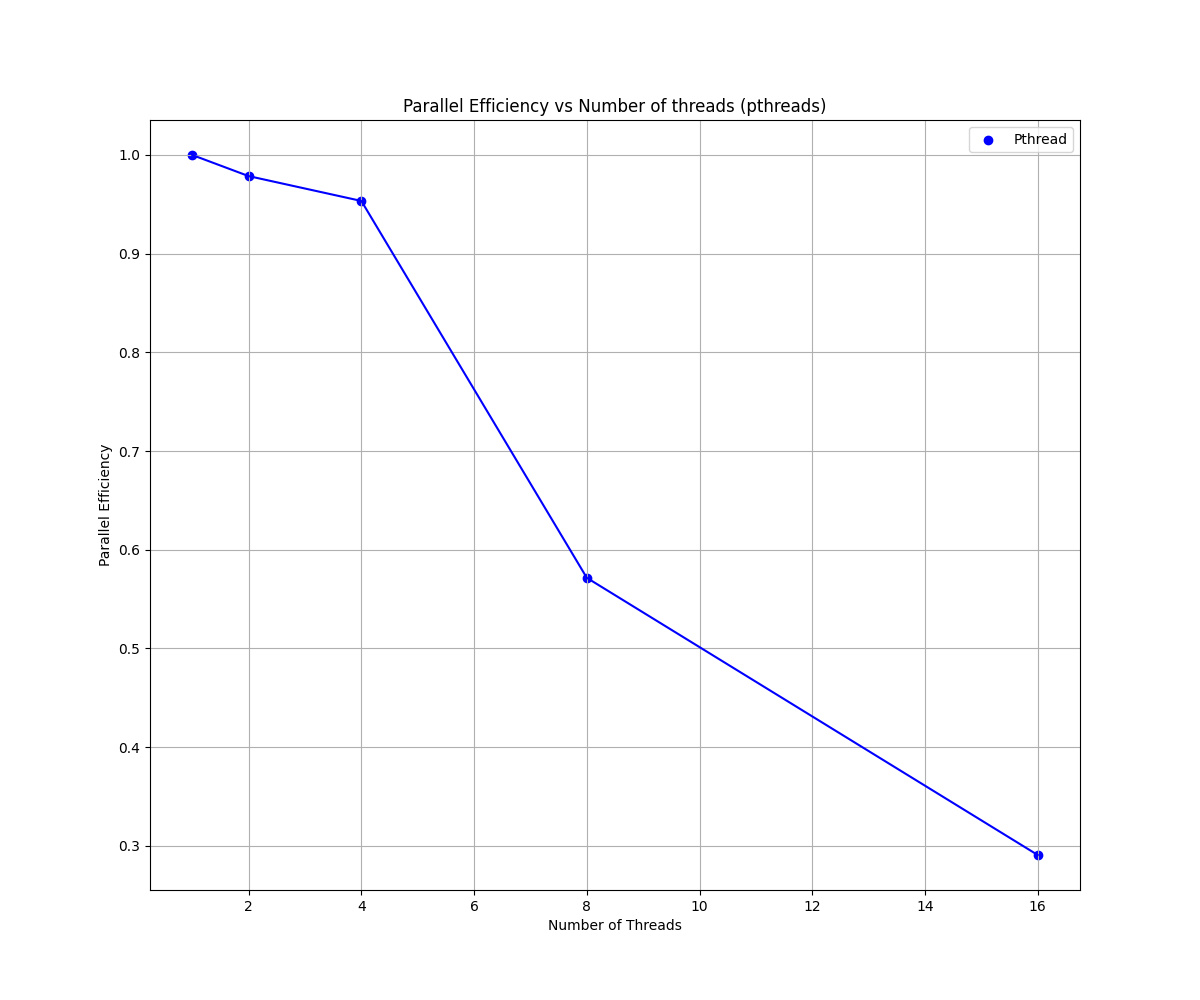 Parallel Efficiency vs Number of threads (pthreads)
Pthread
1.0
0.9
0.8
0.7
0.6
0.5
0.4
0.3
Parallel Efficiency
2 4 6 8 10 12 14 16
Number of Threads